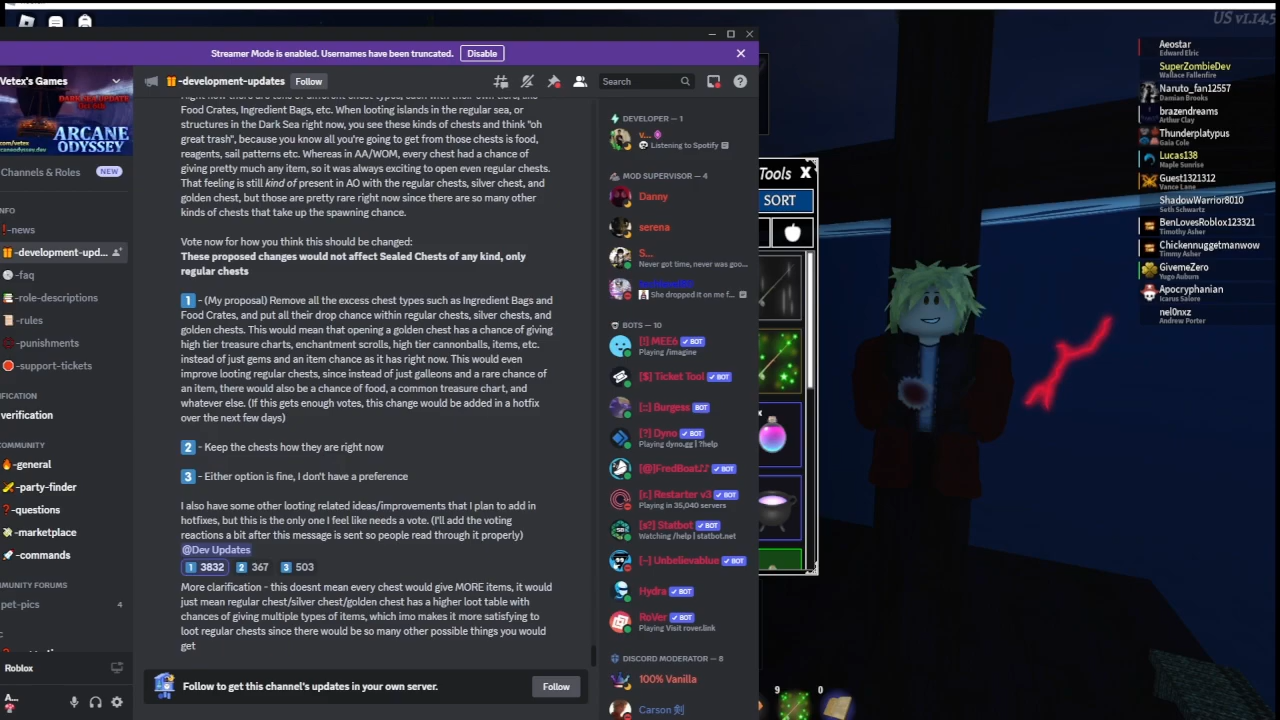 US v1.14.5
Streamer Mode is enabled. Usernames have been truncated. Disable
Vetex's Games
DARK SEA UPDATE
ARCANE
ODYSSEY
Channels & Roles NEW
INFO
-news
-development-upd...
-faq
-role-descriptions
-rules
-punishments
-support-tickets
verification
-general
-party-finder
-questions
-marketplace
-commands
pet-pics 4
Roblox
A...
-development-updates Follow
Search
Food Crates, Ingredient Bags, etc. When looting islands in the regular sea, or
structures in the Dark Sea right now, you see these kinds of chests and think "oh
great trash", because you know all you're going to get from those chests is food,
reagents, sail patterns etc. Whereas in AA/WOM, every chest had a chance of
giving pretty much any item, so it was always exciting to open even regular chests.
That feeling is still kind of present in AO with the regular chests, silver chest, and
golden chest, but those are pretty rare right now since there are so many other
kinds of chests that take up the spawning chance.
Vote now for how you think this should be changed:
These proposed changes would not affect Sealed Chests of any kind, only
regular chests
1 - (My proposal) Remove all the excess chest types such as Ingredient Bags and
Food Crates, and put all their drop chance within regular chests, silver chests, and
golden chests. This would mean that opening a golden chest has a chance of giving
high tier treasure charts, enchantment scrolls, high tier cannonballs, items, etc.
instead of just gems and an item chance as it has right now. This would even
improve looting regular chests, since instead of just galleons and a rare chance of
an item, there would also be a chance of food, a common treasure chart, and
whatever else. (If this gets enough votes, this change would be added in a hotfix
over the next few days)
2 - Keep the chests how they are right now
3 - Either option is fine, I don't have a preference
I also have some other looting related ideas/improvements that I plan to add in
hotfixes, but this is the only one I feel like needs a vote. (I'll add the voting
reactions a bit after this message is sent so people read through it properly)
@Dev Updates
1 3832 2 367 3 503
More clarification - this doesnt mean every chest would give MORE items, it would
just mean regular chest/silver chest/golden chest has a higher loot table with
chances of giving multiple types of items, which imo makes it more satisfying to
loot regular chests since there would be so many other possible things you would
get
Follow to get this channel's updates in your own server. Follow
DEVELOPER — 1
v...
Listening to Spotify
MOD SUPERVISOR — 4
Danny
serena
S...
Never got time, never was goo...
She dropped it on me f...
BOTS — 10
[!] MEE6 BOT
Playing /imagine
[$] Ticket Tool BOT
[::] Burgess BOT
[?] Dyno BOT
Playing dyno.gg | ?help
[@]FredBoat♪♪ BOT
[r.] Restarter v3 BOT
Playing in 35,040 servers
[s?] Statbot BOT
Watching /help | statbot.net
[-] Unbelievablue BOT
Hydra BOT
RoVer BOT
Playing Visit rover.link
DISCORD MODERATOR — 8
100% Vanilla
Carson 剣
Tools X
SORT
9 0
Aeostar
Edward Elric
SuperZombieDev
Wallace Fallenfire
Naruto_fan12557
Damian Brooks
brazendreams
Arthur Clay
Thunderplatypus
Gaia Cole
Lucas138
Maple Sunrise
Guest1321312
Vance Lane
ShadowWarrior8010
Seth Schwartz
BenLovesRoblox123321
Timothy Asher
Chickennuggetmanwow
Timmy Asher
GivemeZero
Yugo Auburn
Apocryphanian
Icarus Salore
nel0nxz
Andrew Porter